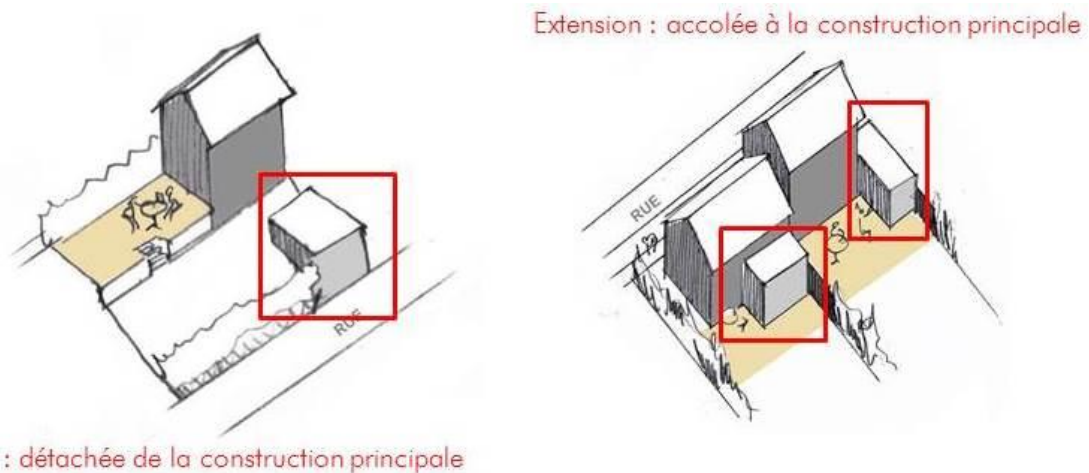 Extension : accolée à la construction principale
RUE
RUE
: détachée de la construction principale